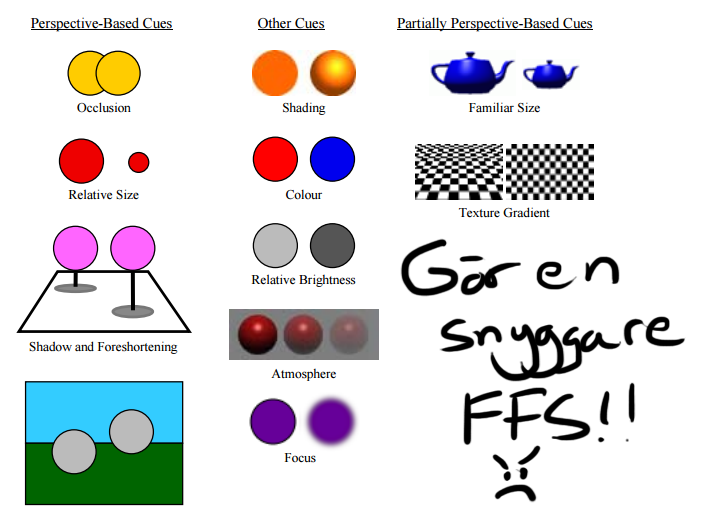 Perspective-Based Cues
Other Cues
Partially Perspective-Based Cues
Occlusion
Shading
Familiar Size
Relative Size
Colour
Texture Gradient
Shadow and Foreshortening
Relative Brightness
Atmosphere
Focus
Gör en
snyggare
FFS!!